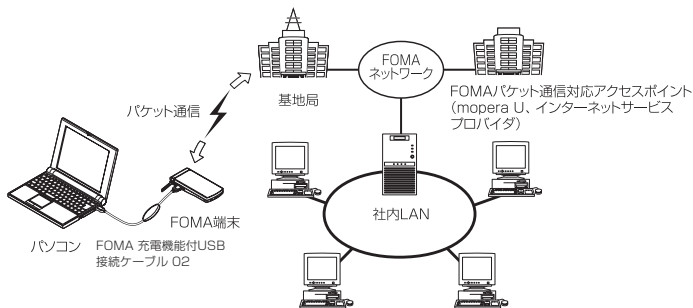 FOMA
ネットワーク
基地局
FOMAパケット通信対応アクセスポイント
（mopera U、インターネットサービス
プロバイダ）
パケット通信
FOMA端末
社内LAN
パソコン
FOMA 充電機能付USB
接続ケーブル 02